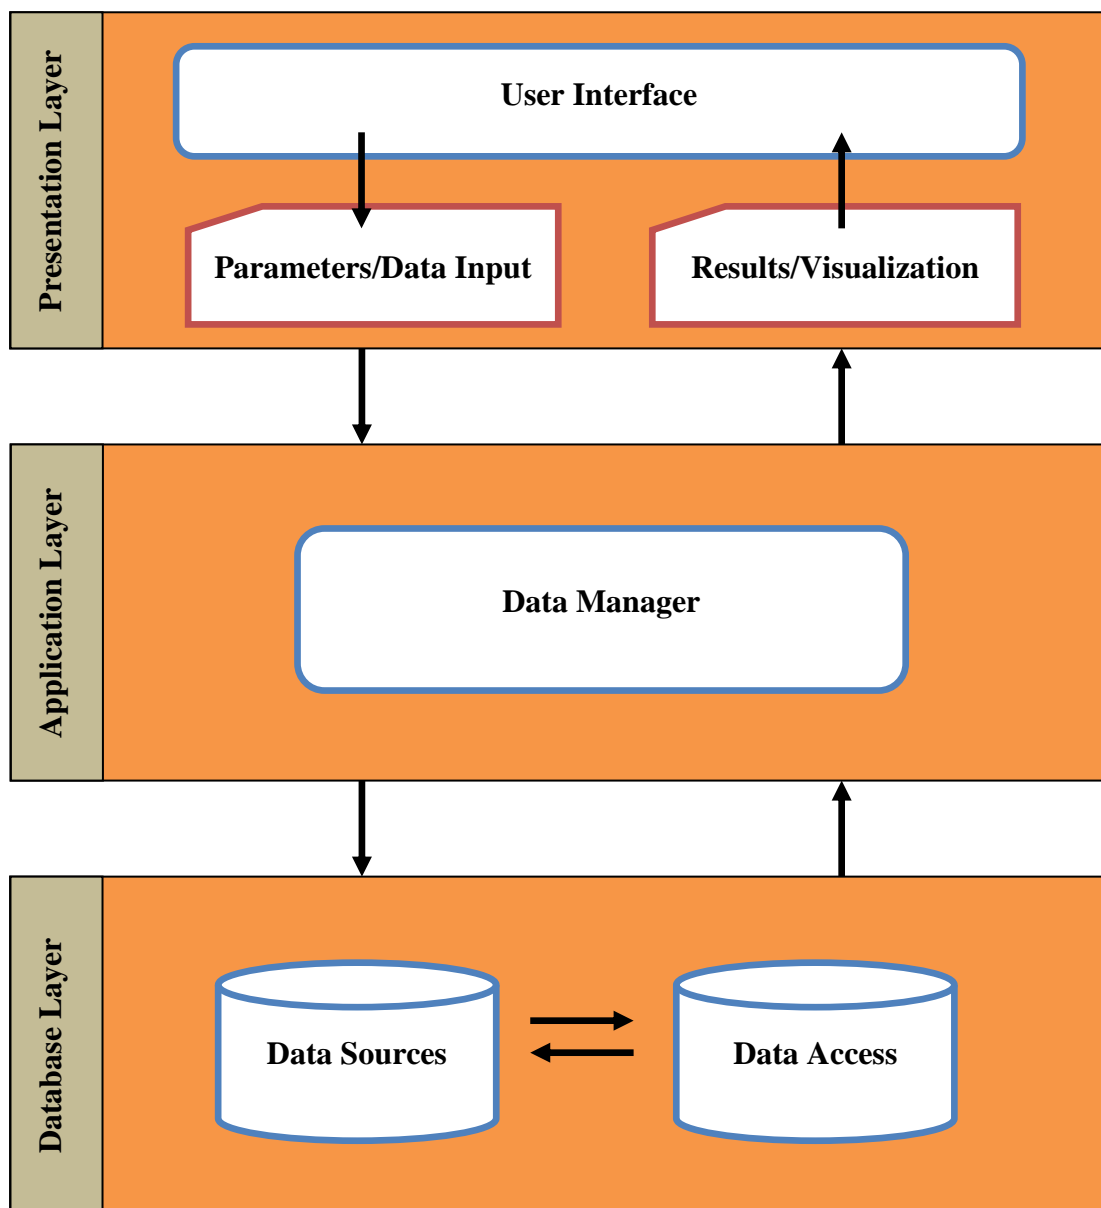 Presentation Layer
User Interface
Parameters/Data Input
Results/Visualization
Application Layer
Data Manager
Database Layer
Data Sources
Data Access